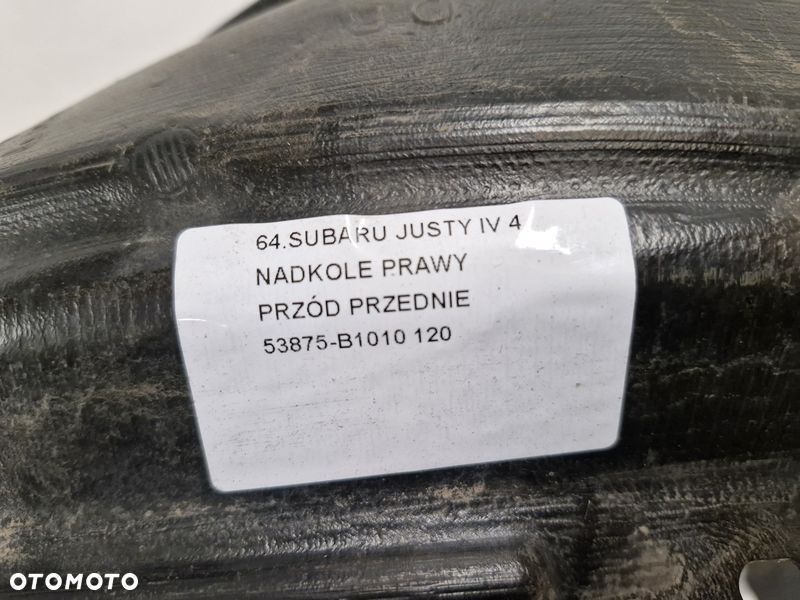 64.SUBARU JUSTY IV 4
NADKOLE PRAWY
PRZÓD PRZEDNIE
53875-B1010 120
OTOMOTO